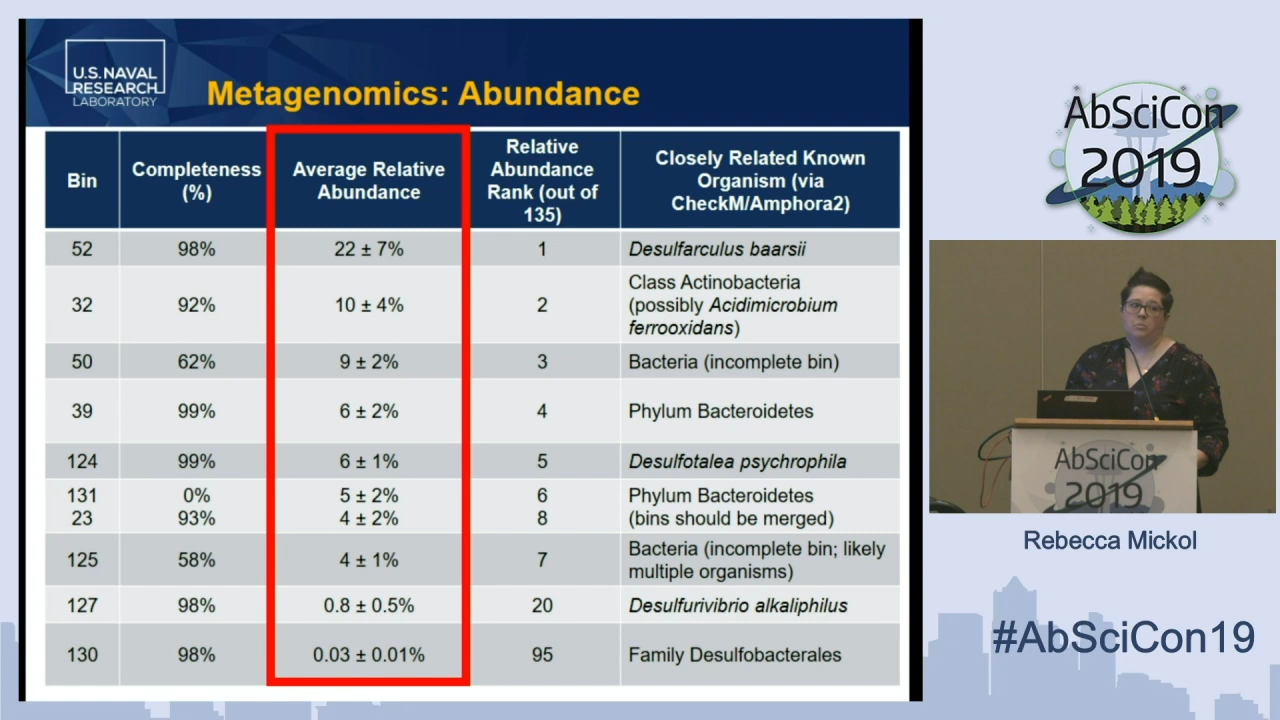 U.S. NAVAL
RESEARCH
LABORATORY
Metagenomics: Abundance
Bin
Completeness
(%)
Average Relative
Abundance
Relative
Abundance
Rank (out of
135)
Closely Related Known
Organism (via
CheckM/Amphora2)
52 98% 22 ± 7% 1 Desulfarculus baarsii
32 92% 10 ± 4% 2 Class Actinobacteria
(possibly Acidimicrobium
ferrooxidans)
50 62% 9 ± 2% 3 Bacteria (incomplete bin)
39 99% 6 ± 2% 4 Phylum Bacteroidetes
124 99% 6 ± 1% 5 Desulfotalea psychrophila
131 0% 5 ± 2% 6 Phylum Bacteroidetes
23 93% 4 ± 2% 8 (bins should be merged)
125 58% 4 ± 1% 7 Bacteria (incomplete bin; likely
multiple organisms)
127 98% 0.8 ± 0.5% 20 Desulfurivibrio alkaliphilus
130 98% 0.03 ± 0.01% 95 Family Desulfobacterales
AbSciCon
2019
AbSciCon
2019
Rebecca Mickol
#AbSciCon19